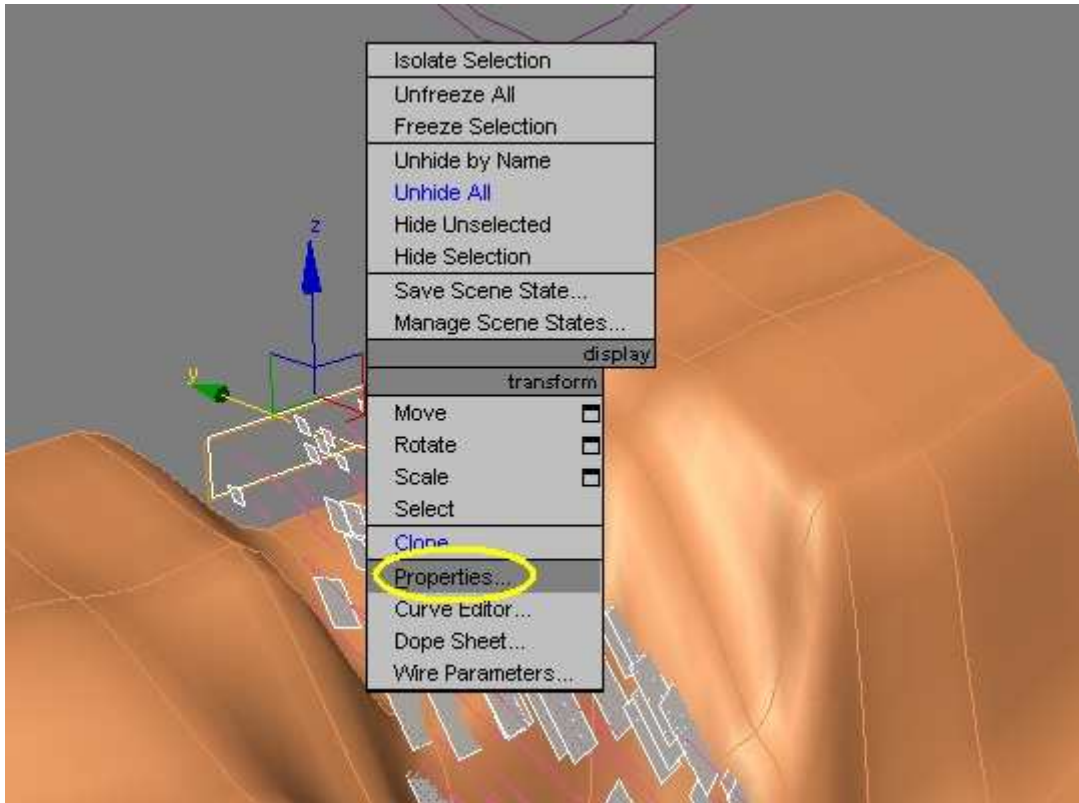 Isolate Selection
Unfreeze All
Freeze Selection
Unhide by Name
Unhide All
Hide Unselected
Hide Selection
Save Scene State...
Manage Scene States...
display
transform
Move
Rotate
Scale
Select
Clone
Properties...
Curve Editor...
Dope Sheet...
Wire Parameters...
z
y